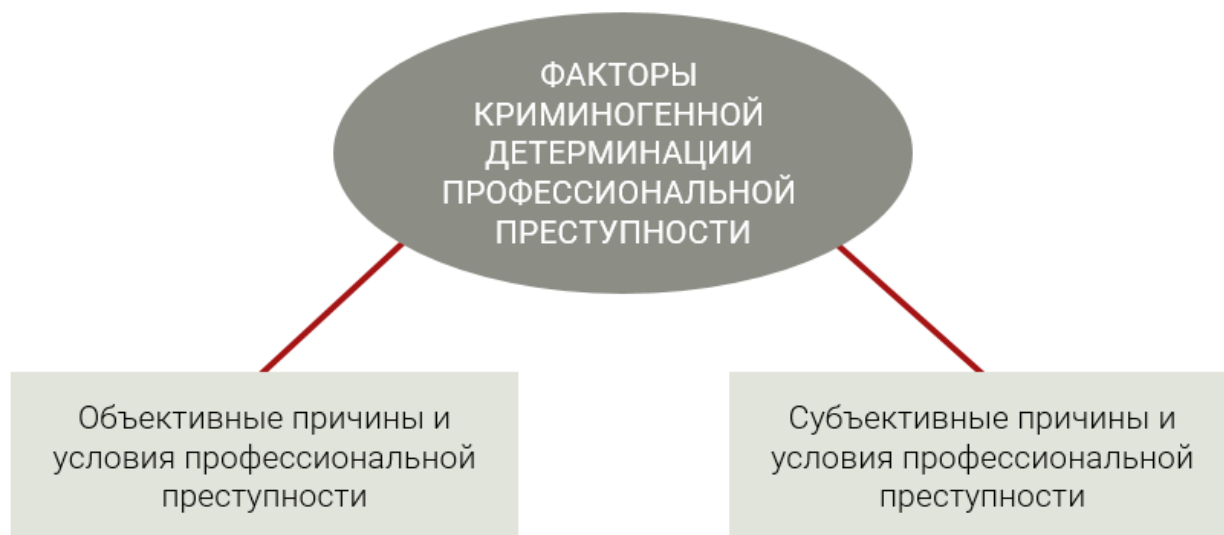 ФАКТОРЫ
КРИМИНОГЕННОЙ
ДЕТЕРМИНАЦИИ
ПРОФЕССИОНАЛЬНОЙ
ПРЕСТУПНОСТИ
Объективные причины и
условия профессиональной
преступности
Субъективные причины и
условия профессиональной
преступности